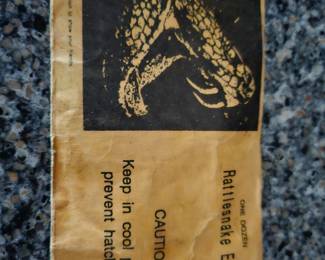 ONE DOZEN
Rattlesnake E
CAUTIO
Keep in cool
prevent hatc